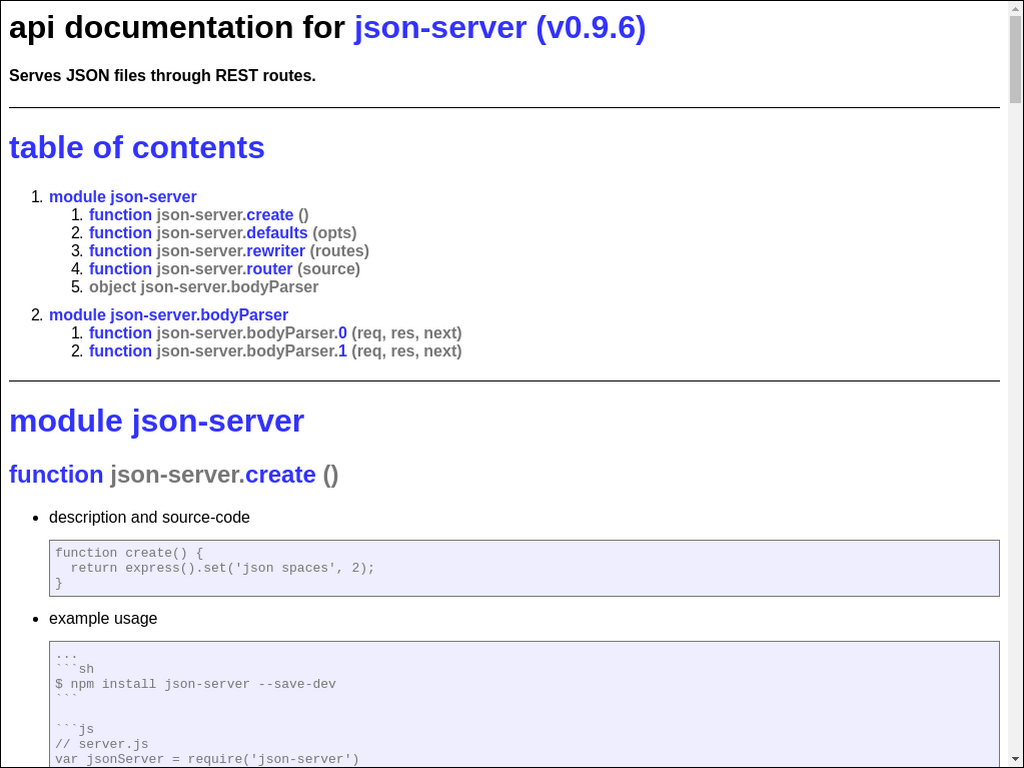 api documentation for json-server (v0.9.6)
Serves JSON files through REST routes.
table of contents
1. module json-server
1. function json-server.create ()
2. function json-server.defaults (opts)
3. function json-server.rewriter (routes)
4. function json-server.router (source)
5. object json-server.bodyParser
2. module json-server.bodyParser
1. function json-server.bodyParser.0 (req, res, next)
2. function json-server.bodyParser.1 (req, res, next)
module json-server
function json-server.create ()
• description and source-code
function create() {
  return express().set('json spaces', 2);
}
• example usage
...
```sh
$ npm install json-server --save-dev
```
```js
// server.js
var jsonServer = require('json-server')